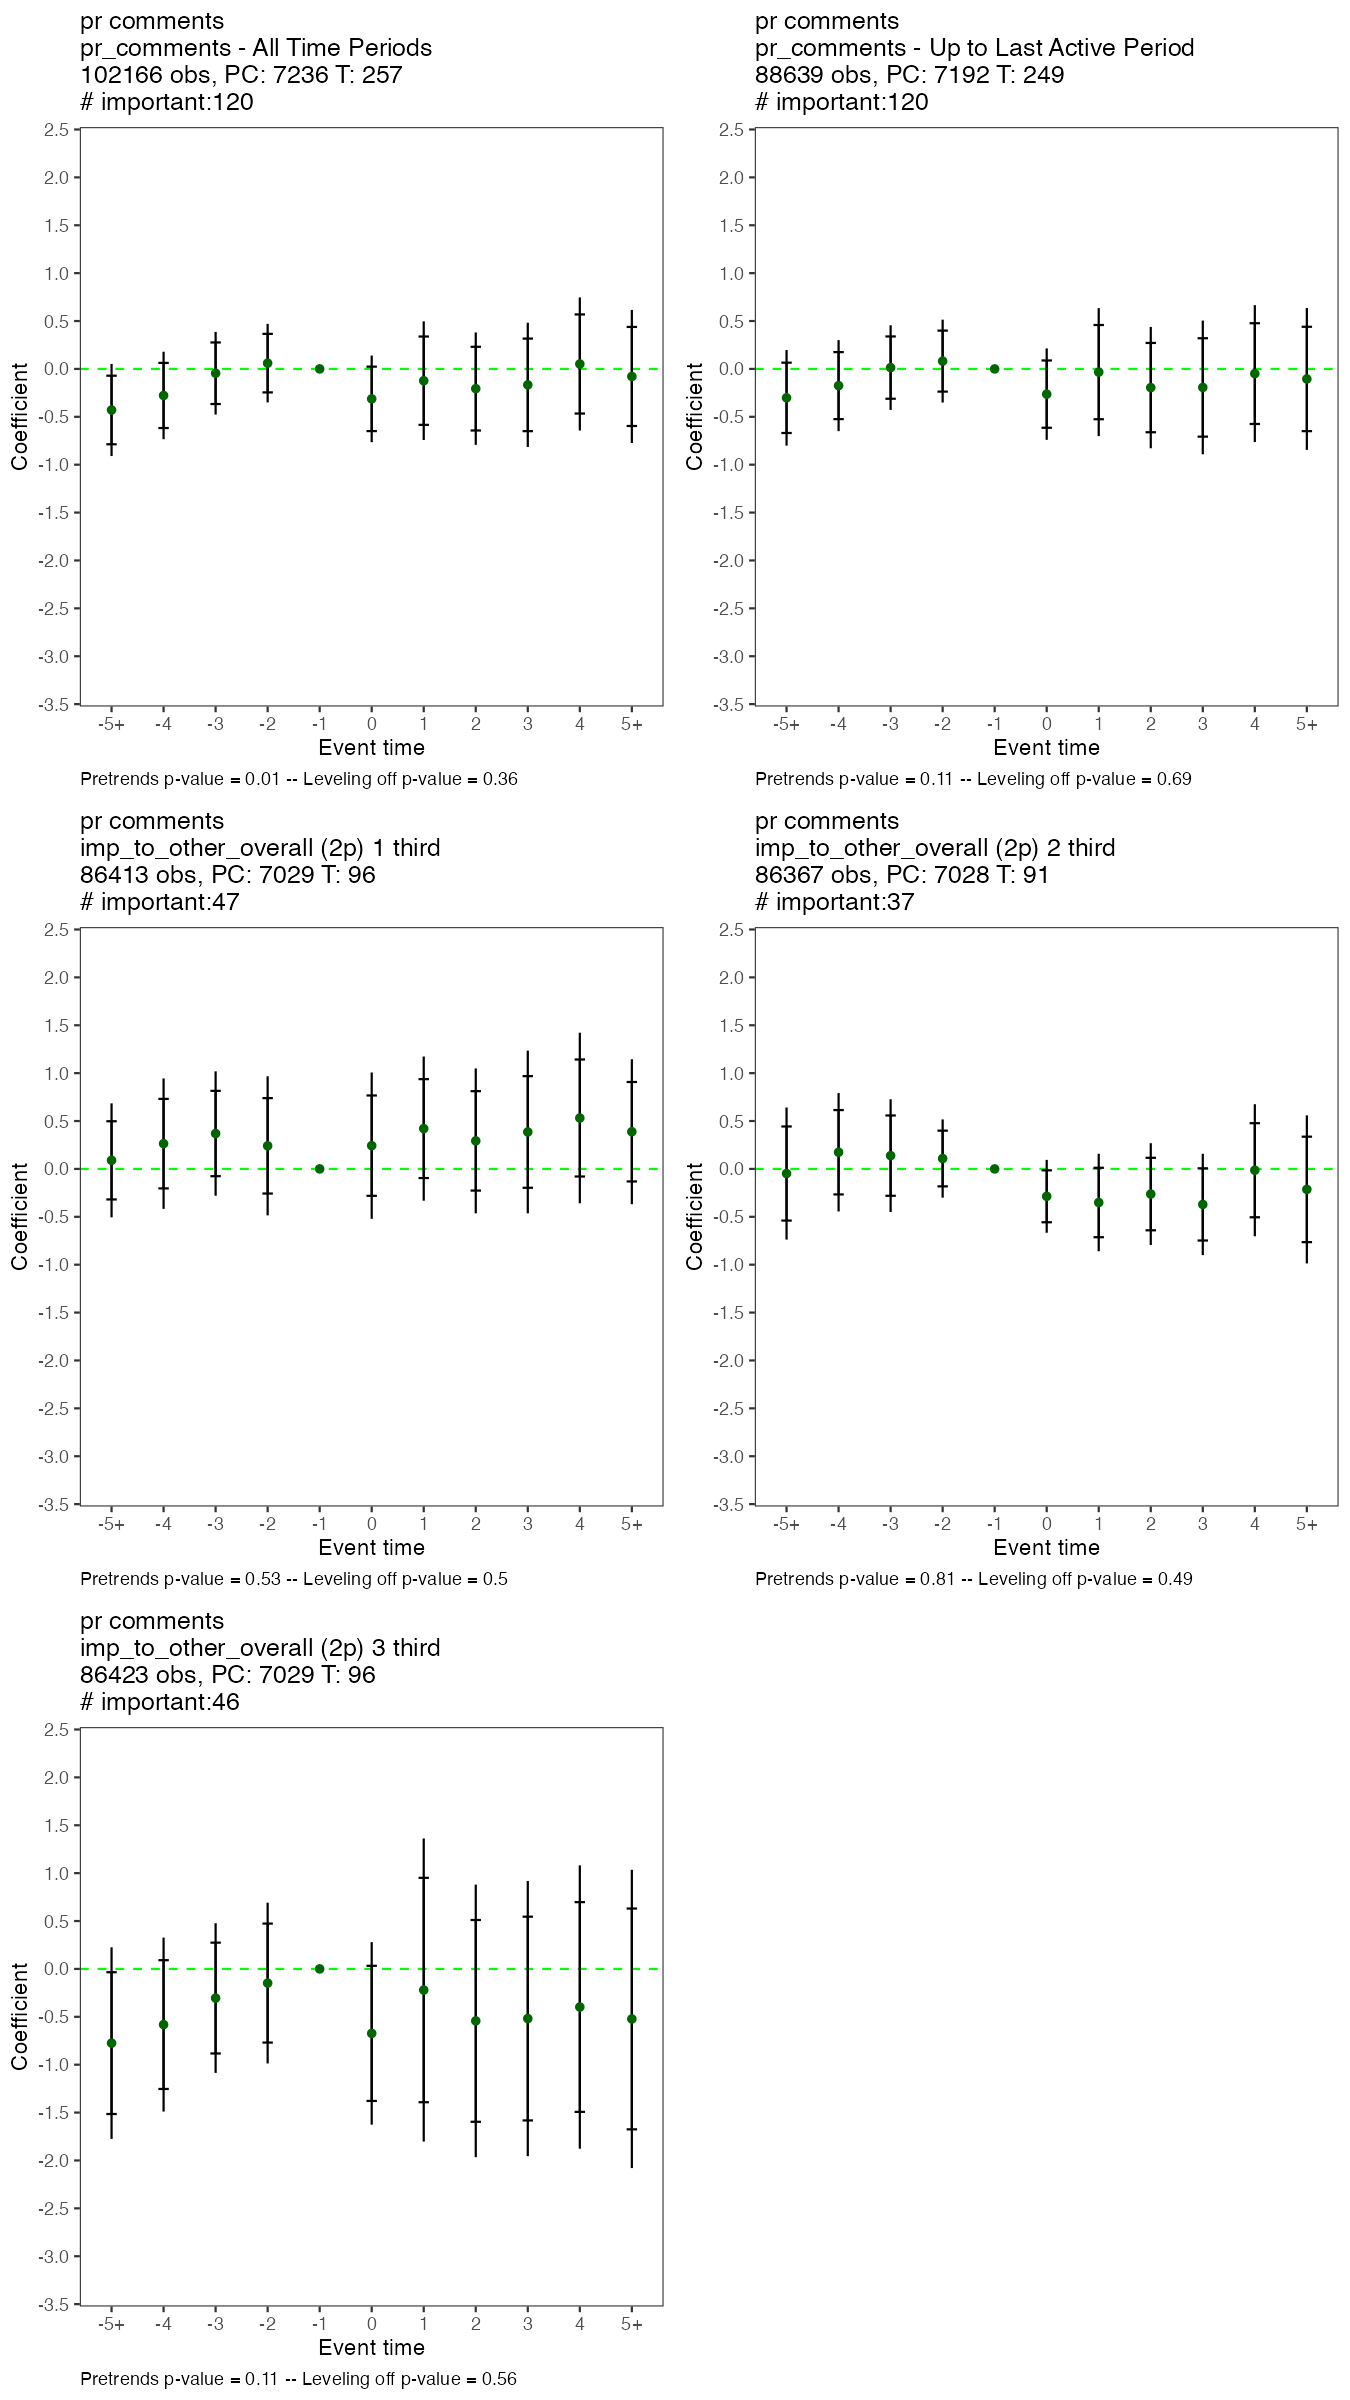 pr comments
pr_comments - All Time Periods
102166 obs, PC: 7236 T: 257
# important:120
2.5
2.0
1.5
1.0
0.5
0.0
-0.5
-1.0
-1.5
-2.0
-2.5
-3.0
-3.5
Coefficient
-5+ -4 -3 -2 -1 0 1 2 3 4 5+
Event time
Pretrends p-value = 0.01 -- Leveling off p-value = 0.36
pr comments
pr_comments - Up to Last Active Period
88639 obs, PC: 7192 T: 249
# important:120
2.5
2.0
1.5
1.0
0.5
0.0
-0.5
-1.0
-1.5
-2.0
-2.5
-3.0
-3.5
Coefficient
-5+ -4 -3 -2 -1 0 1 2 3 4 5+
Event time
Pretrends p-value = 0.11 -- Leveling off p-value = 0.69
pr comments
imp_to_other_overall (2p) 1 third
86413 obs, PC: 7029 T: 96
# important:47
2.5
2.0
1.5
1.0
0.5
0.0
-0.5
-1.0
-1.5
-2.0
-2.5
-3.0
-3.5
Coefficient
-5+ -4 -3 -2 -1 0 1 2 3 4 5+
Event time
Pretrends p-value = 0.53 -- Leveling off p-value = 0.5
pr comments
imp_to_other_overall (2p) 2 third
86367 obs, PC: 7028 T: 91
# important:37
2.5
2.0
1.5
1.0
0.5
0.0
-0.5
-1.0
-1.5
-2.0
-2.5
-3.0
-3.5
Coefficient
-5+ -4 -3 -2 -1 0 1 2 3 4 5+
Event time
Pretrends p-value = 0.81 -- Leveling off p-value = 0.49
pr comments
imp_to_other_overall (2p) 3 third
86423 obs, PC: 7029 T: 96
# important:46
2.5
2.0
1.5
1.0
0.5
0.0
-0.5
-1.0
-1.5
-2.0
-2.5
-3.0
-3.5
Coefficient
-5+ -4 -3 -2 -1 0 1 2 3 4 5+
Event time
Pretrends p-value = 0.11 -- Leveling off p-value = 0.56